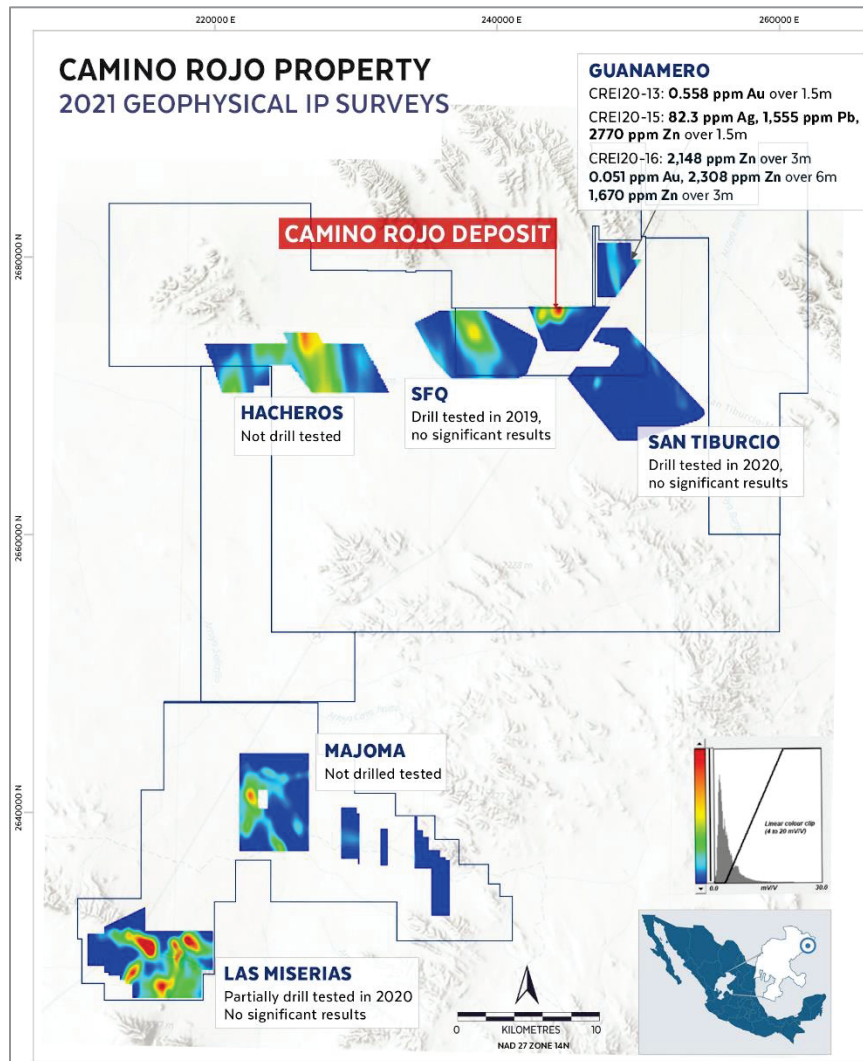 220000 E
240000 E
260000 E
CAMINO ROJO PROPERTY
2021 GEOPHYSICAL IP SURVEYS
GUANAMERO
CREI20-13: 0.558 ppm Au over 1.5m
CREI20-15: 82.3 ppm Ag, 1,555 ppm Pb,
2770 ppm Zn over 1.5m
CREI20-16: 2,148 ppm Zn over 3m
0.051 ppm Au, 2,308 ppm Zn over 6m
1,670 ppm Zn over 3m
CAMINO ROJO DEPOSIT
2680000 N
HACHEROS
Not drill tested
SFQ
Drill tested in 2019,
no significant results
SAN TIBURCIO
Drill tested in 2020,
no significant results
2660000 N
MAJOMA
Not drilled tested
2640000 N
Linear colour clip
(4 to 20 mV/V)
0.0
mV/V
30.0
LAS MISERIAS
Partially drill tested in 2020
No significant results
0
KILOMETRES
10
NAD 27 ZONE 14N